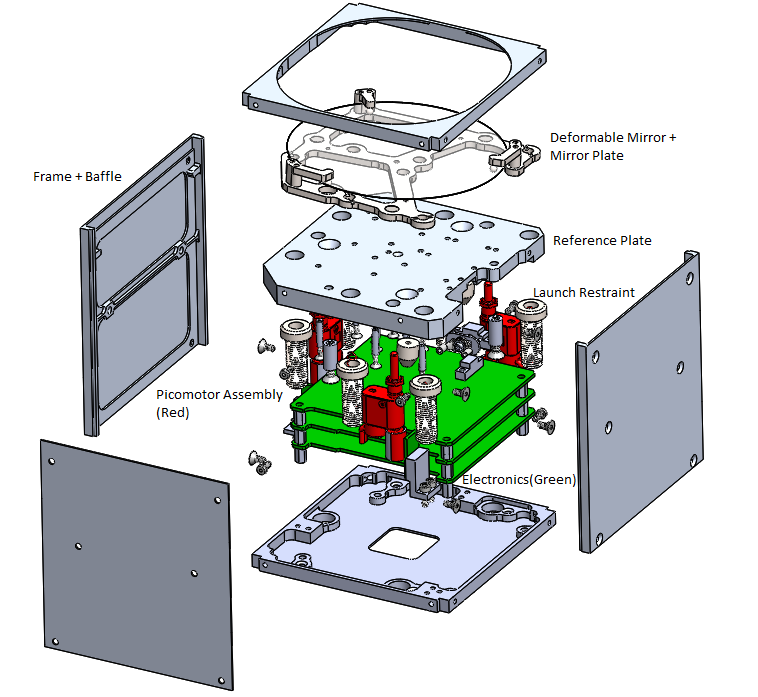 Deformable Mirror +
Mirror Plate
Frame + Baffle
Reference Plate
Launch Restraint
Picomotor Assembly
(Red)
Electronics(Green)